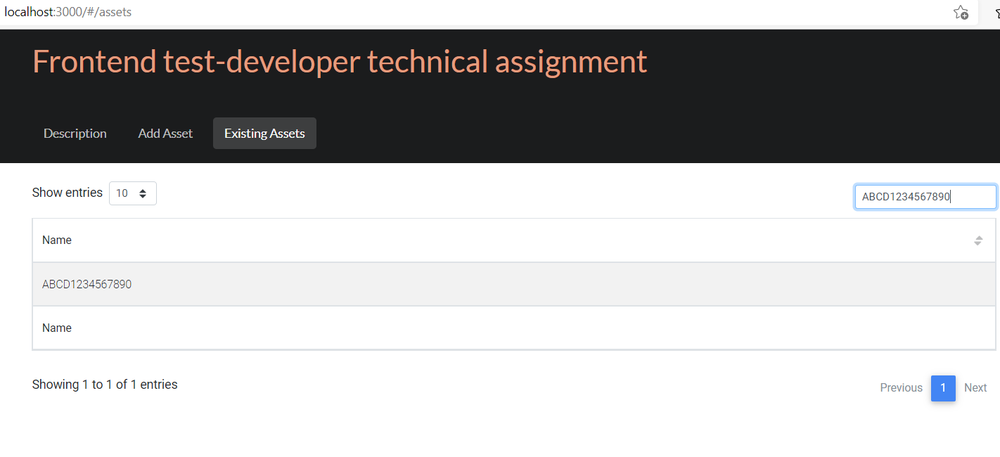 localhost:3000/#/assets
Frontend test-developer technical assignment
Description Add Asset Existing Assets
Show entries 10 ABCD1234567890
Name
ABCD1234567890
Name
Showing 1 to 1 of 1 entries Previous 1 Next